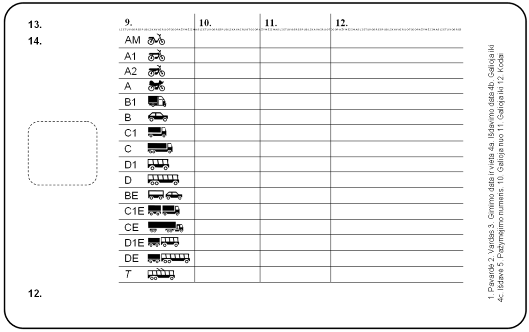 13.
14.
9. 10. 11. 12.
AM
A1
A2
A
B1
B
C1
C
D1
D
BE
C1E
CE
D1E
DE
T
12.
1. Pavardė 2. Vardas 3. Gimimo data ir vieta 4a. Išdavimo data 4b. Galioja iki
4c. Išdavė 5. Pažymėjimo numeris. 10. Galioja nuo 11. Galioja iki 12. Kodai